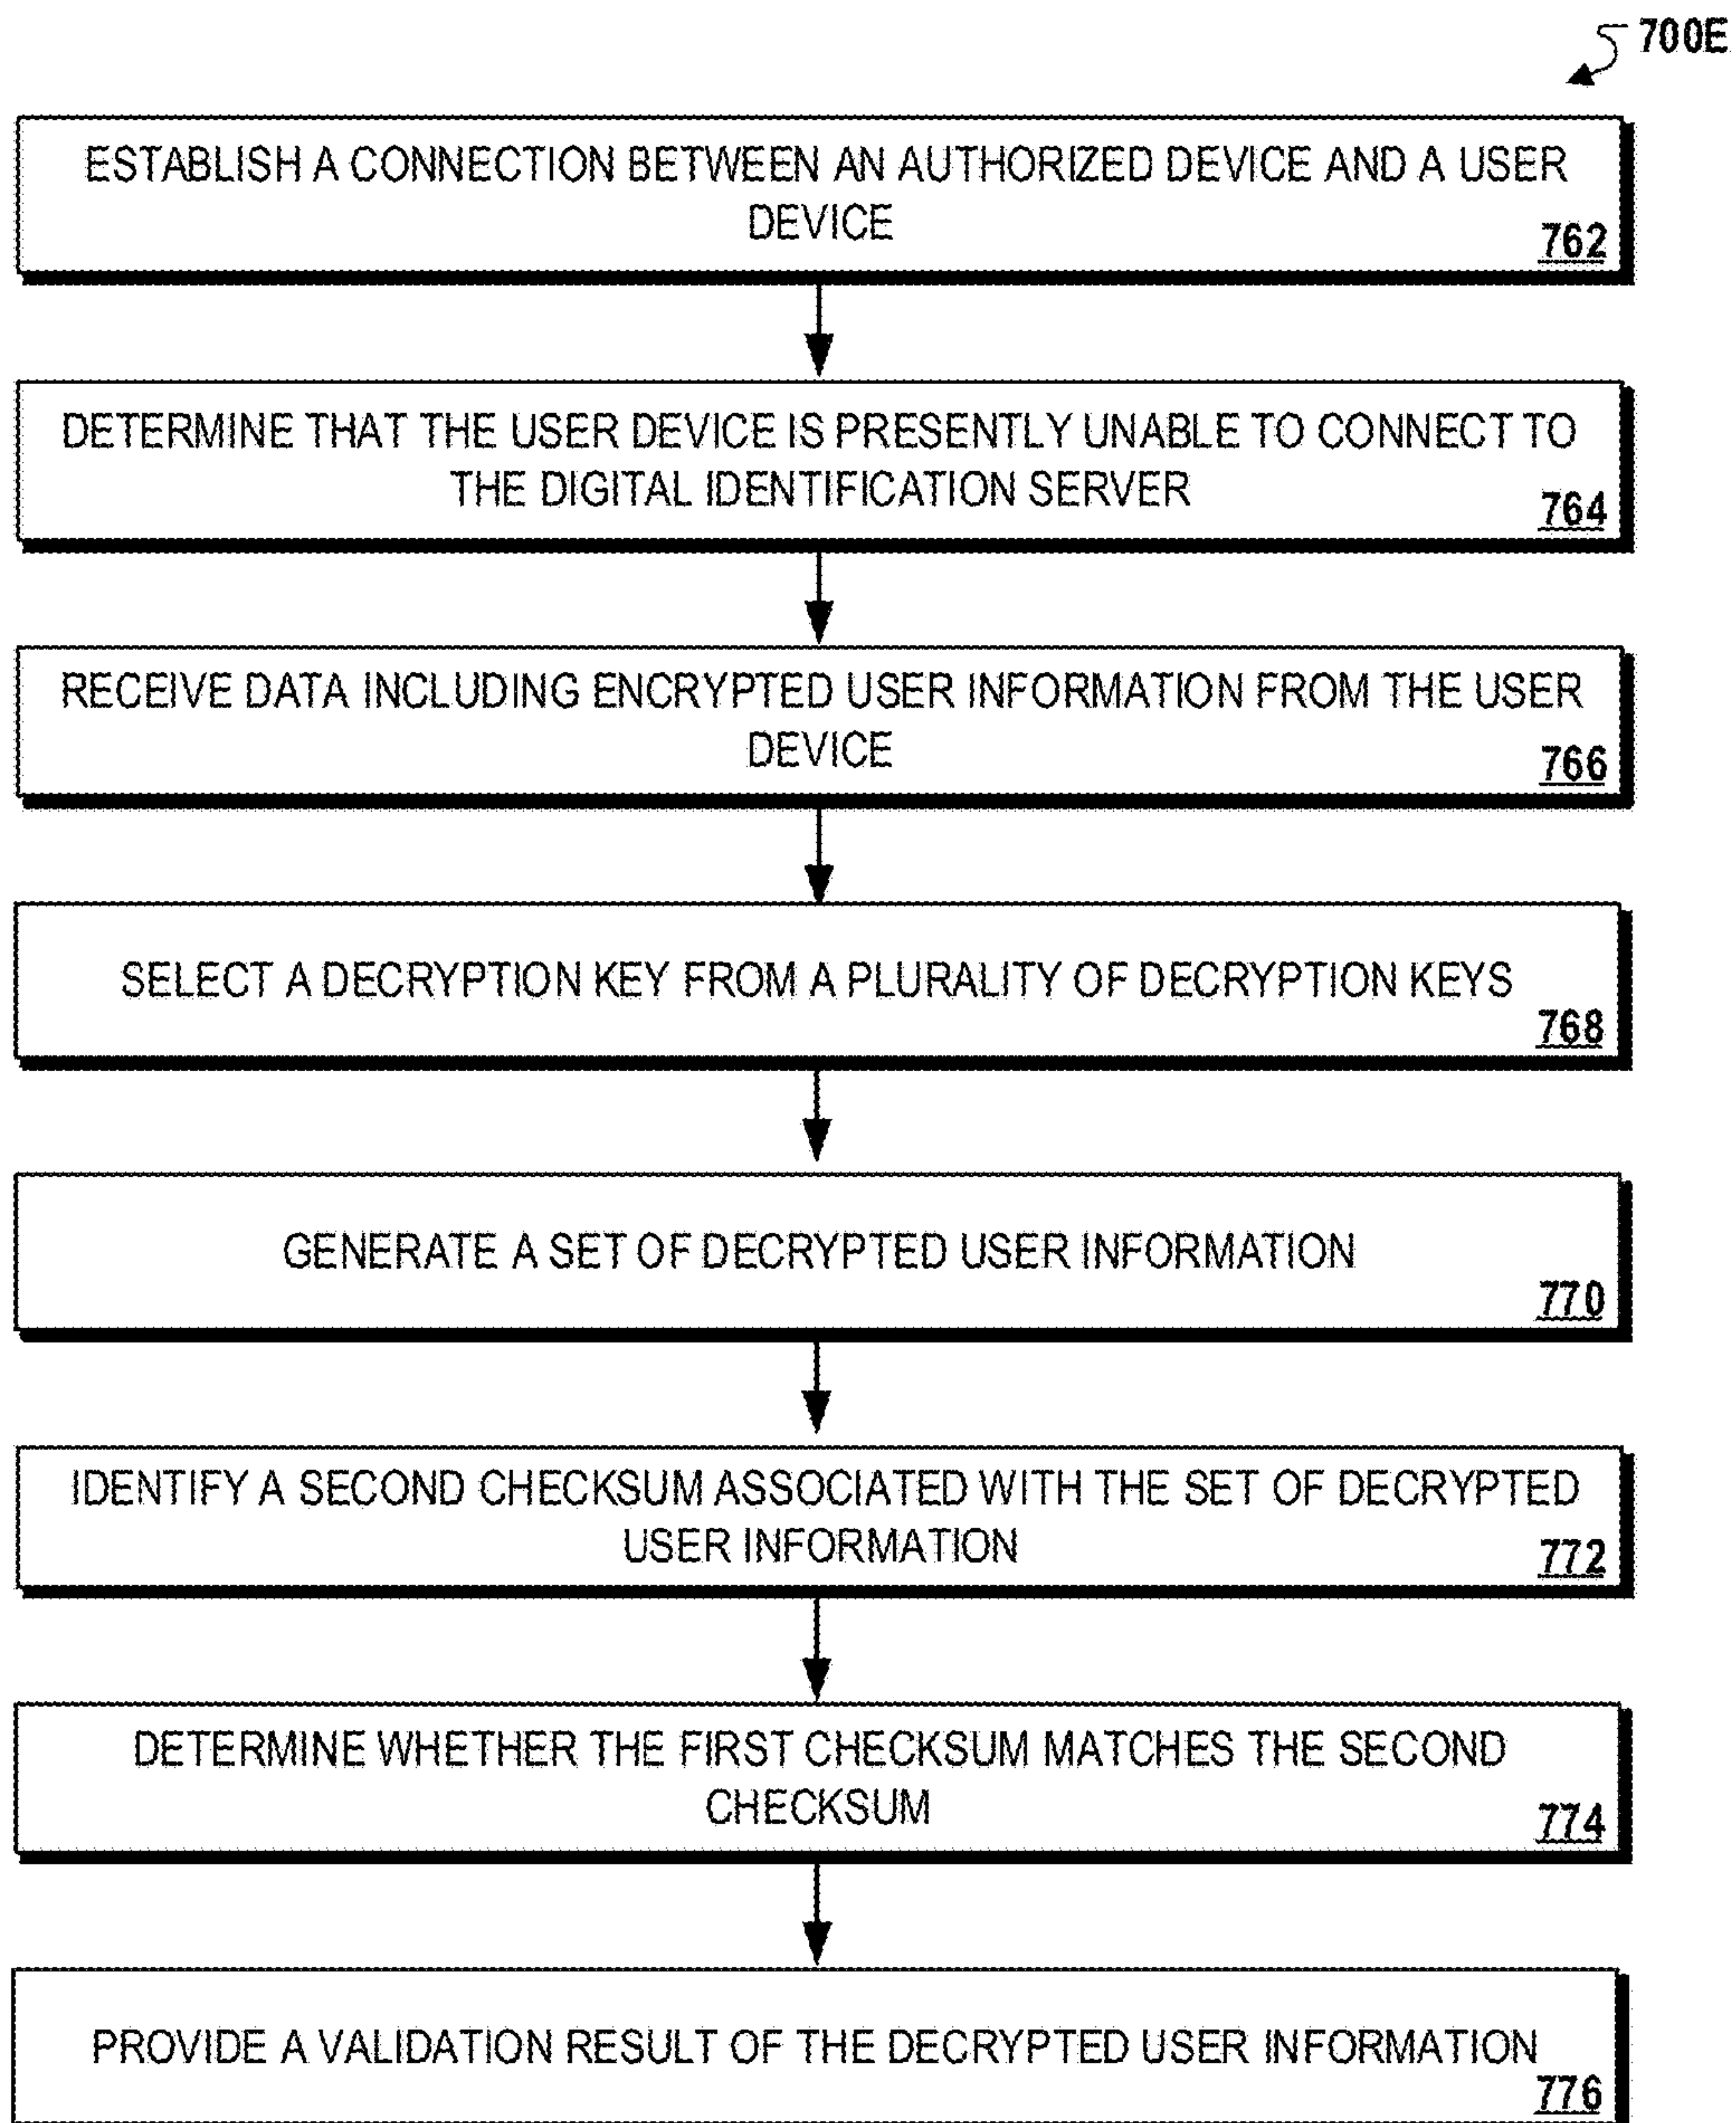 700E
ESTABLISH A CONNECTION BETWEEN AN AUTHORIZED DEVICE AND A USER
DEVICE
762
DETERMINE THAT THE USER DEVICE IS PRESENTLY UNABLE TO CONNECT TO
THE DIGITAL IDENTIFICATION SERVER
764
RECEIVE DATA INCLUDING ENCRYPTED USER INFORMATION FROM THE USER
DEVICE
766
SELECT A DECRYPTION KEY FROM A PLURALITY OF DECRYPTION KEYS
768
GENERATE A SET OF DECRYPTED USER INFORMATION
770
IDENTIFY A SECOND CHECKSUM ASSOCIATED WITH THE SET OF DECRYPTED
USER INFORMATION
772
DETERMINE WHETHER THE FIRST CHECKSUM MATCHES THE SECOND
CHECKSUM
774
PROVIDE A VALIDATION RESULT OF THE DECRYPTED USER INFORMATION
776